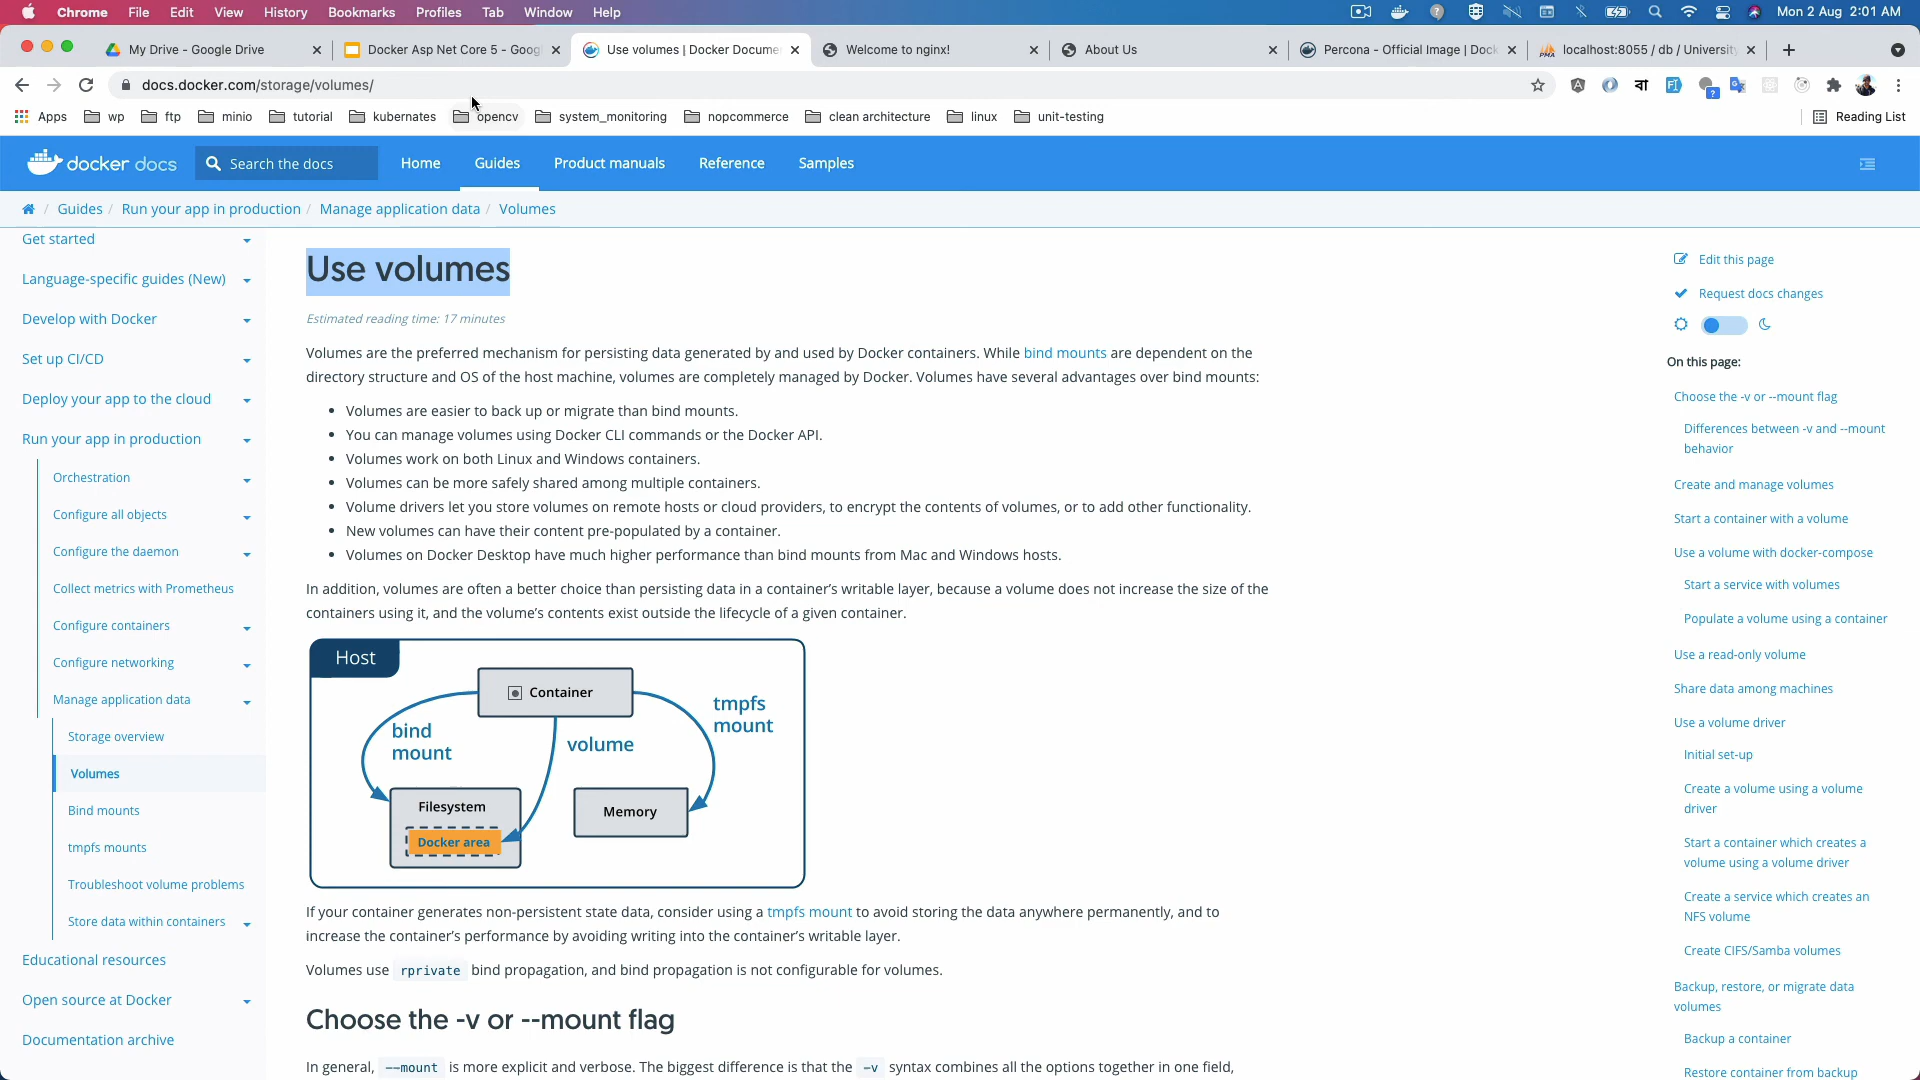 Chrome File Edit View History Bookmarks Profiles Tab Window Help Mon 2 Aug 2:01 AM
My Drive - Google Drive Docker Asp Net Core 5 - Goog Use volumes | Docker Docume Welcome to nginx! About Us Percona - Official Image | Dock localhost:8055 / db / University
docs.docker.com/storage/volumes/
Apps wp ftp minio tutorial kubernetes opencv system_monitoring nopcommerce clean architecture linux unit-testing Reading List
docker docs Search the docs Home Guides Product manuals Reference Samples
/ Guides / Run your app in production / Manage application data / Volumes
Get started
Language-specific guides (New)
Develop with Docker
Set up CI/CD
Deploy your app to the cloud
Run your app in production
Orchestration
Configure all objects
Configure the daemon
Collect metrics with Prometheus
Configure containers
Configure networking
Manage application data
Storage overview
Volumes
Bind mounts
tmpfs mounts
Troubleshoot volume problems
Store data within containers
Educational resources
Open source at Docker
Documentation archive
Use volumes
Estimated reading time: 17 minutes
Volumes are the preferred mechanism for persisting data generated by and used by Docker containers. While bind mounts are dependent on the
directory structure and OS of the host machine, volumes are completely managed by Docker. Volumes have several advantages over bind mounts:
• Volumes are easier to back up or migrate than bind mounts.
• You can manage volumes using Docker CLI commands or the Docker API.
• Volumes work on both Linux and Windows containers.
• Volumes can be more safely shared among multiple containers.
• Volume drivers let you store volumes on remote hosts or cloud providers, to encrypt the contents of volumes, or to add other functionality.
• New volumes can have their content pre-populated by a container.
• Volumes on Docker Desktop have much higher performance than bind mounts from Mac and Windows hosts.
In addition, volumes are often a better choice than persisting data in a container’s writable layer, because a volume does not increase the size of the
containers using it, and the volume’s contents exist outside the lifecycle of a given container.
Host
Container
bind
mount
volume
tmpfs
mount
Filesystem
Docker area
Memory
If your container generates non-persistent state data, consider using a tmpfs mount to avoid storing the data anywhere permanently, and to
increase the container’s performance by avoiding writing into the container’s writable layer.
Volumes use rprivate bind propagation, and bind propagation is not configurable for volumes.
Choose the -v or --mount flag
In general, --mount is more explicit and verbose. The biggest difference is that the -v syntax combines all the options together in one field,
Edit this page
Request docs changes
On this page:
Choose the -v or --mount flag
Differences between -v and --mount
behavior
Create and manage volumes
Start a container with a volume
Use a volume with docker-compose
Start a service with volumes
Populate a volume using a container
Use a read-only volume
Share data among machines
Use a volume driver
Initial set-up
Create a volume using a volume
driver
Start a container which creates a
volume using a volume driver
Create a service which creates an
NFS volume
Create CIFS/Samba volumes
Backup, restore, or migrate data
volumes
Backup a container
Restore container from backup